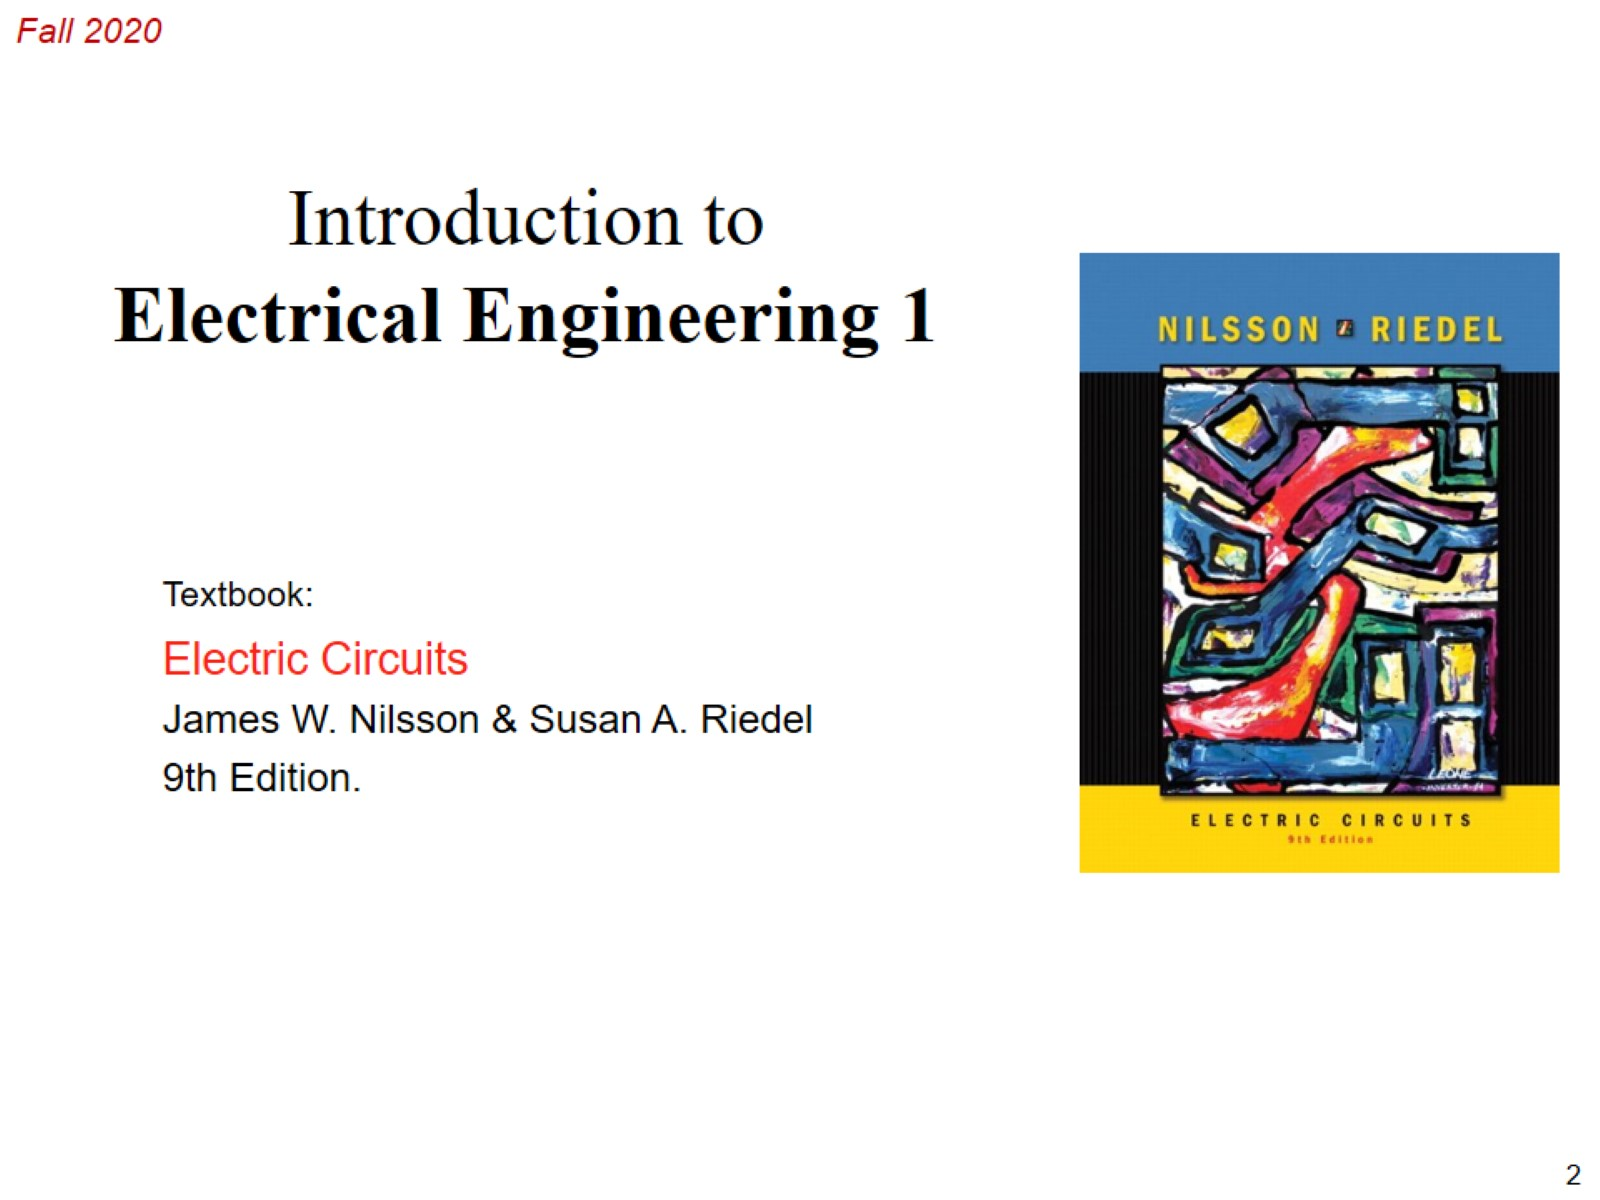 Fall 2020
Introduction to
Electrical Engineering 1
NILSSON RIEDEL
Textbook:
Electric Circuits
James W. Nilsson & Susan A. Riedel
9th Edition.
LEONE
ELECTRIC CIRCUITS
9th Edition
2